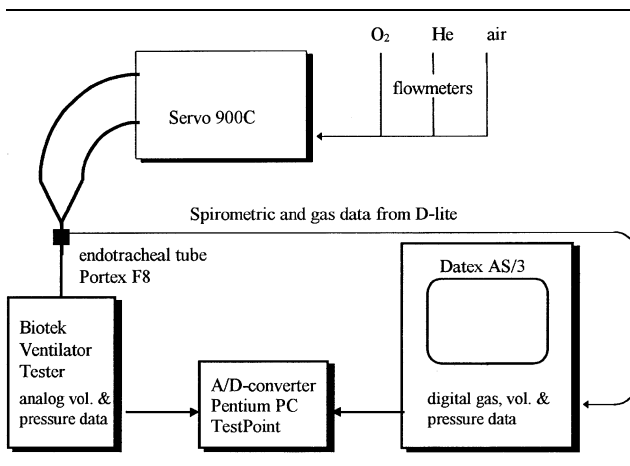 O₂ He air
flowmeters
Servo 900C
Spirometric and gas data from D-lite
endotracheal tube
Portex F8
Datex AS/3
Biotek
Ventilator
Tester
analog vol. &
pressure data
A/D-converter
Pentium PC
TestPoint
digital gas, vol. &
pressure data